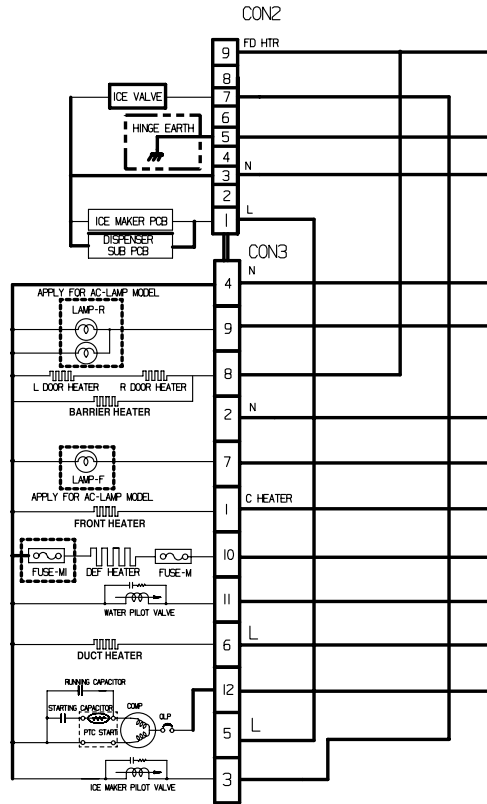 CON2
9 FD HTR
8
ICE VALVE 7
6
HINGE EARTH 5
4
3 N
2
L
ICE MAKER PCB 1
DISPENSER
SUB PCB
CON3
4 N
APPLY FOR AC-LAMP MODEL
LAMP-R
9
8
L DOOR HEATER R DOOR HEATER
BARRIER HEATER
2 N
7
LAMP-F
APPLY FOR AC-LAMP MODEL
1 C HEATER
FRONT HEATER
10
FUSE-M1 DEF HEATER FUSE-M
11
WATER PILOT VALVE
6 L
DUCT HEATER
RUNNING CAPACITOR
12
STARTING CAPACITOR COMP OLP
PTC START
5 L
3
ICE MAKER PILOT VALVE